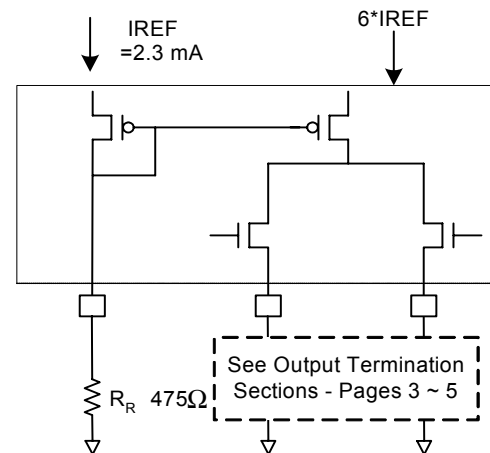 IREF
=2.3 mA
6*IREF
See Output Termination
Sections - Pages 3 ~ 5
RR 475Ω